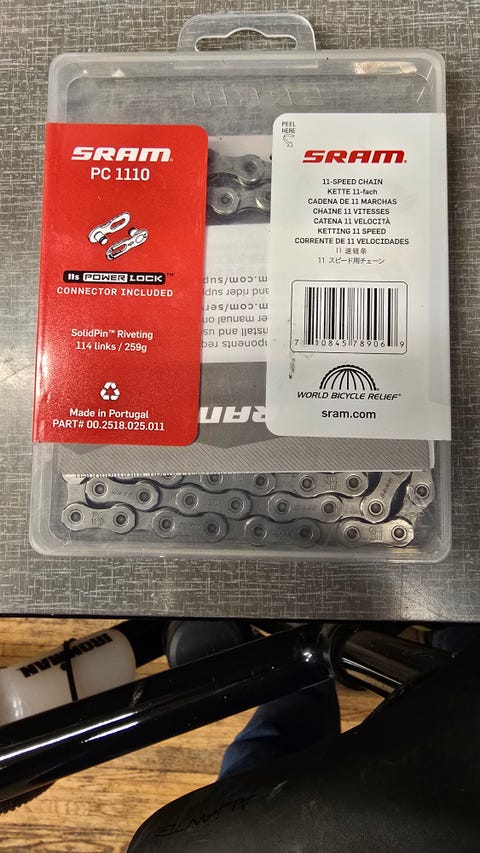 SRAM
PC 1110
11s POWERLOCK™
CONNECTOR INCLUDED
SolidPin™ Riveting
114 links / 259g
Made in Portugal
PART# 00.2518.025.011
PEEL
HERE
SRAM
11-SPEED CHAIN
KETTE 11-fach
CADENA DE 11 MARCHAS
CHAINE 11 VITESSES
CATENA 11 VELOCITÀ
KETTING 11 SPEED
CORRENTE DE 11 VELOCIDADES
11 速链条
11 スピード用チェーン
7 10845 78906 9
WORLD BICYCLE RELIEF®
sram.com
SRAM
IRONMAN